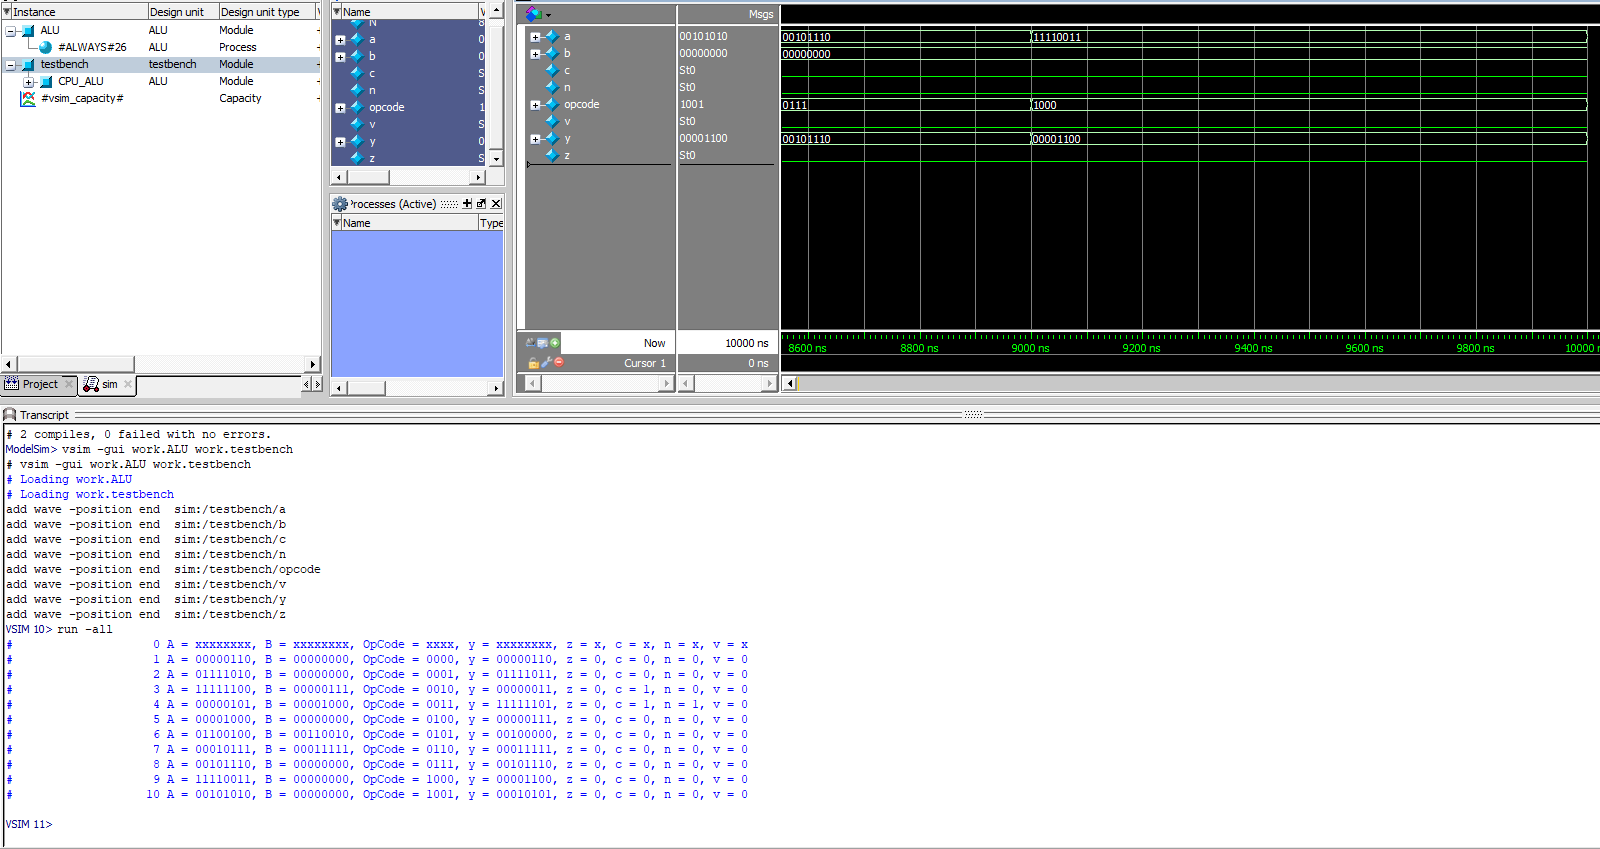 Instance Design unit Design unit type
ALU ALU Module
#ALWAYS#26 ALU Process
testbench testbench Module
CPU_ALU ALU Module
#vsim_capacity# Capacity
Project sim
Name
N 8
a 0
b 0
c S
n S
opcode 1
v S
y 0
z S
Processes (Active)
Name Type
Msgs
a 00101010 00101110 11110011
b 00000000 00000000
c St0
n St0
opcode 1001 0111 1000
v St0
y 00001100 00101110 00001100
z St0
Now 10000 ns 8600 ns 8800 ns 9000 ns 9200 ns 9400 ns 9600 ns 9800 ns 10000
Cursor 1 0 ns
Transcript
# 2 compiles, 0 failed with no errors.
ModelSim> vsim -gui work.ALU work.testbench
# vsim -gui work.ALU work.testbench
# Loading work.ALU
# Loading work.testbench
add wave -position end sim:/testbench/a
add wave -position end sim:/testbench/b
add wave -position end sim:/testbench/c
add wave -position end sim:/testbench/n
add wave -position end sim:/testbench/opcode
add wave -position end sim:/testbench/v
add wave -position end sim:/testbench/y
add wave -position end sim:/testbench/z
VSIM 10> run -all
# 0 A = xxxxxxxx, B = xxxxxxxx, OpCode = xxxx, y = xxxxxxxx, z = x, c = x, n = x, v = x
# 1 A = 00000110, B = 00000000, OpCode = 0000, y = 00000110, z = 0, c = 0, n = 0, v = 0
# 2 A = 01111010, B = 00000000, OpCode = 0001, y = 01111011, z = 0, c = 0, n = 0, v = 0
# 3 A = 11111100, B = 00000111, OpCode = 0010, y = 00000011, z = 0, c = 1, n = 0, v = 0
# 4 A = 00000101, B = 00001000, OpCode = 0011, y = 11111101, z = 0, c = 1, n = 1, v = 0
# 5 A = 00001000, B = 00000000, OpCode = 0100, y = 00000111, z = 0, c = 0, n = 0, v = 0
# 6 A = 01100100, B = 00110010, OpCode = 0101, y = 00100000, z = 0, c = 0, n = 0, v = 0
# 7 A = 00010111, B = 00011111, OpCode = 0110, y = 00011111, z = 0, c = 0, n = 0, v = 0
# 8 A = 00101110, B = 00000000, OpCode = 0111, y = 00101110, z = 0, c = 0, n = 0, v = 0
# 9 A = 11110011, B = 00000000, OpCode = 1000, y = 00001100, z = 0, c = 0, n = 0, v = 0
# 10 A = 00101010, B = 00000000, OpCode = 1001, y = 00010101, z = 0, c = 0, n = 0, v = 0
VSIM 11>